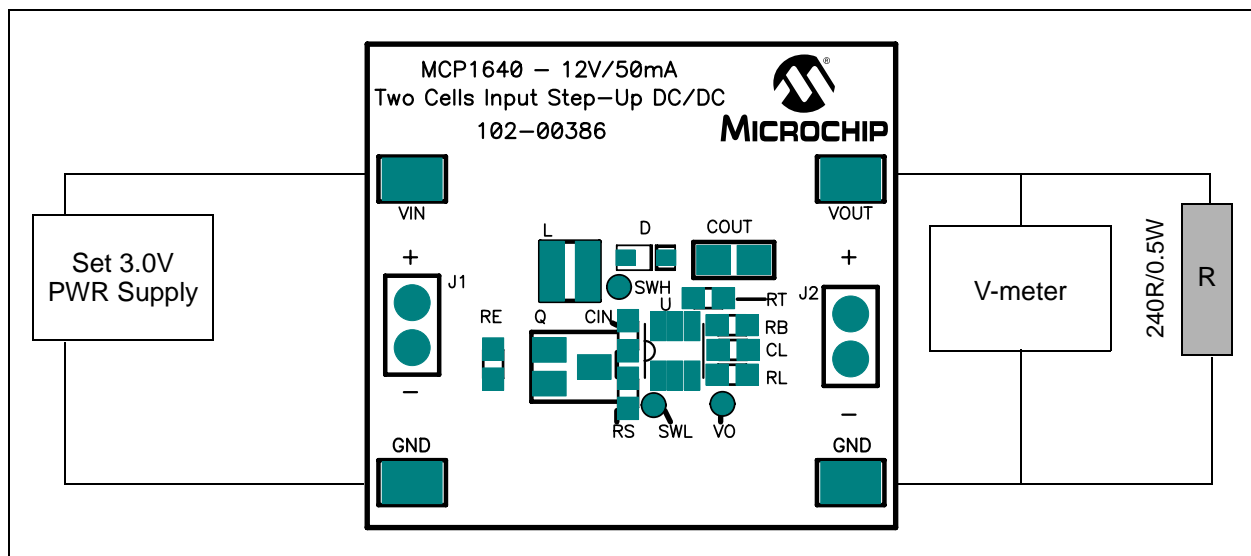 MCP1640 – 12V/50mA
Two Cells Input Step–Up DC/DC
102–00386
®
MICROCHIP
VIN
VOUT
Set 3.0V
PWR Supply
+
J1
–
L
D
COUT
SWH
RT
U
RE
Q
CIN
RB
CL
RL
RS
SWL
VO
+
J2
–
V-meter
240R/0.5W
R
GND
GND